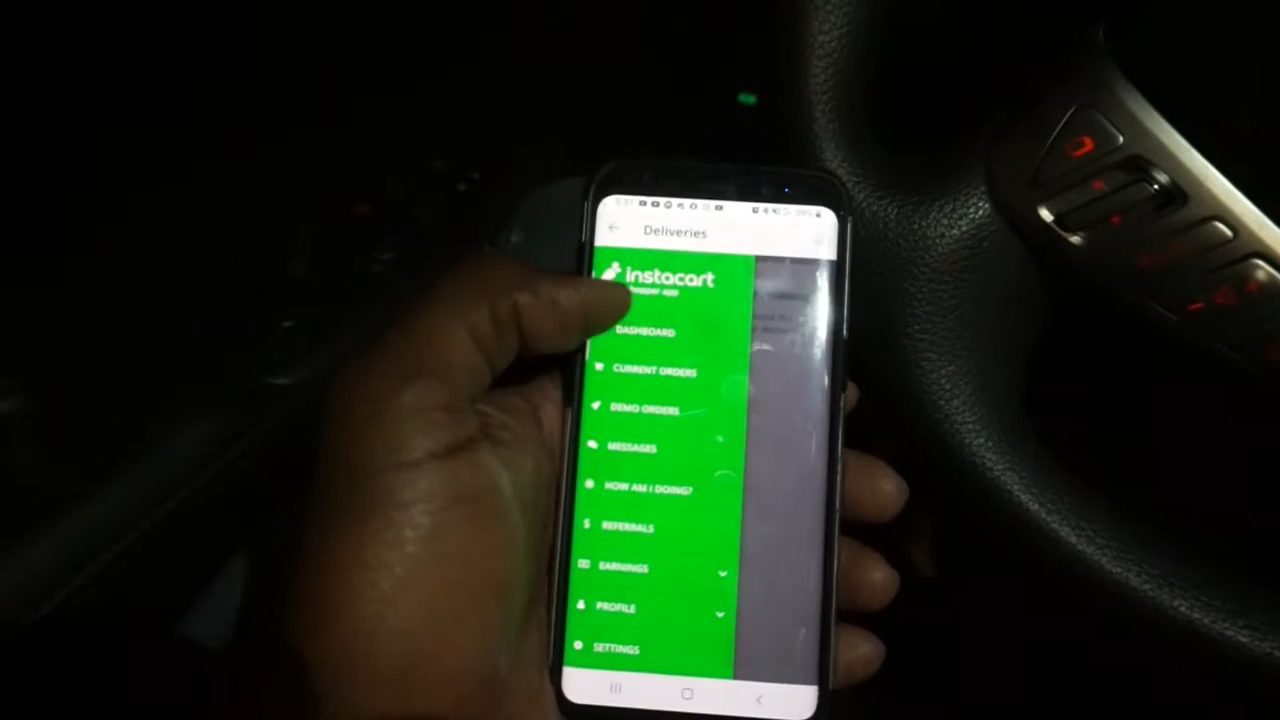 Deliveries
instacart
DASHBOARD
CURRENT ORDERS
DEMO ORDERS
MESSAGES
HOW AM I DOING?
REFERRALS
EARNINGS
PROFILE
SETTINGS